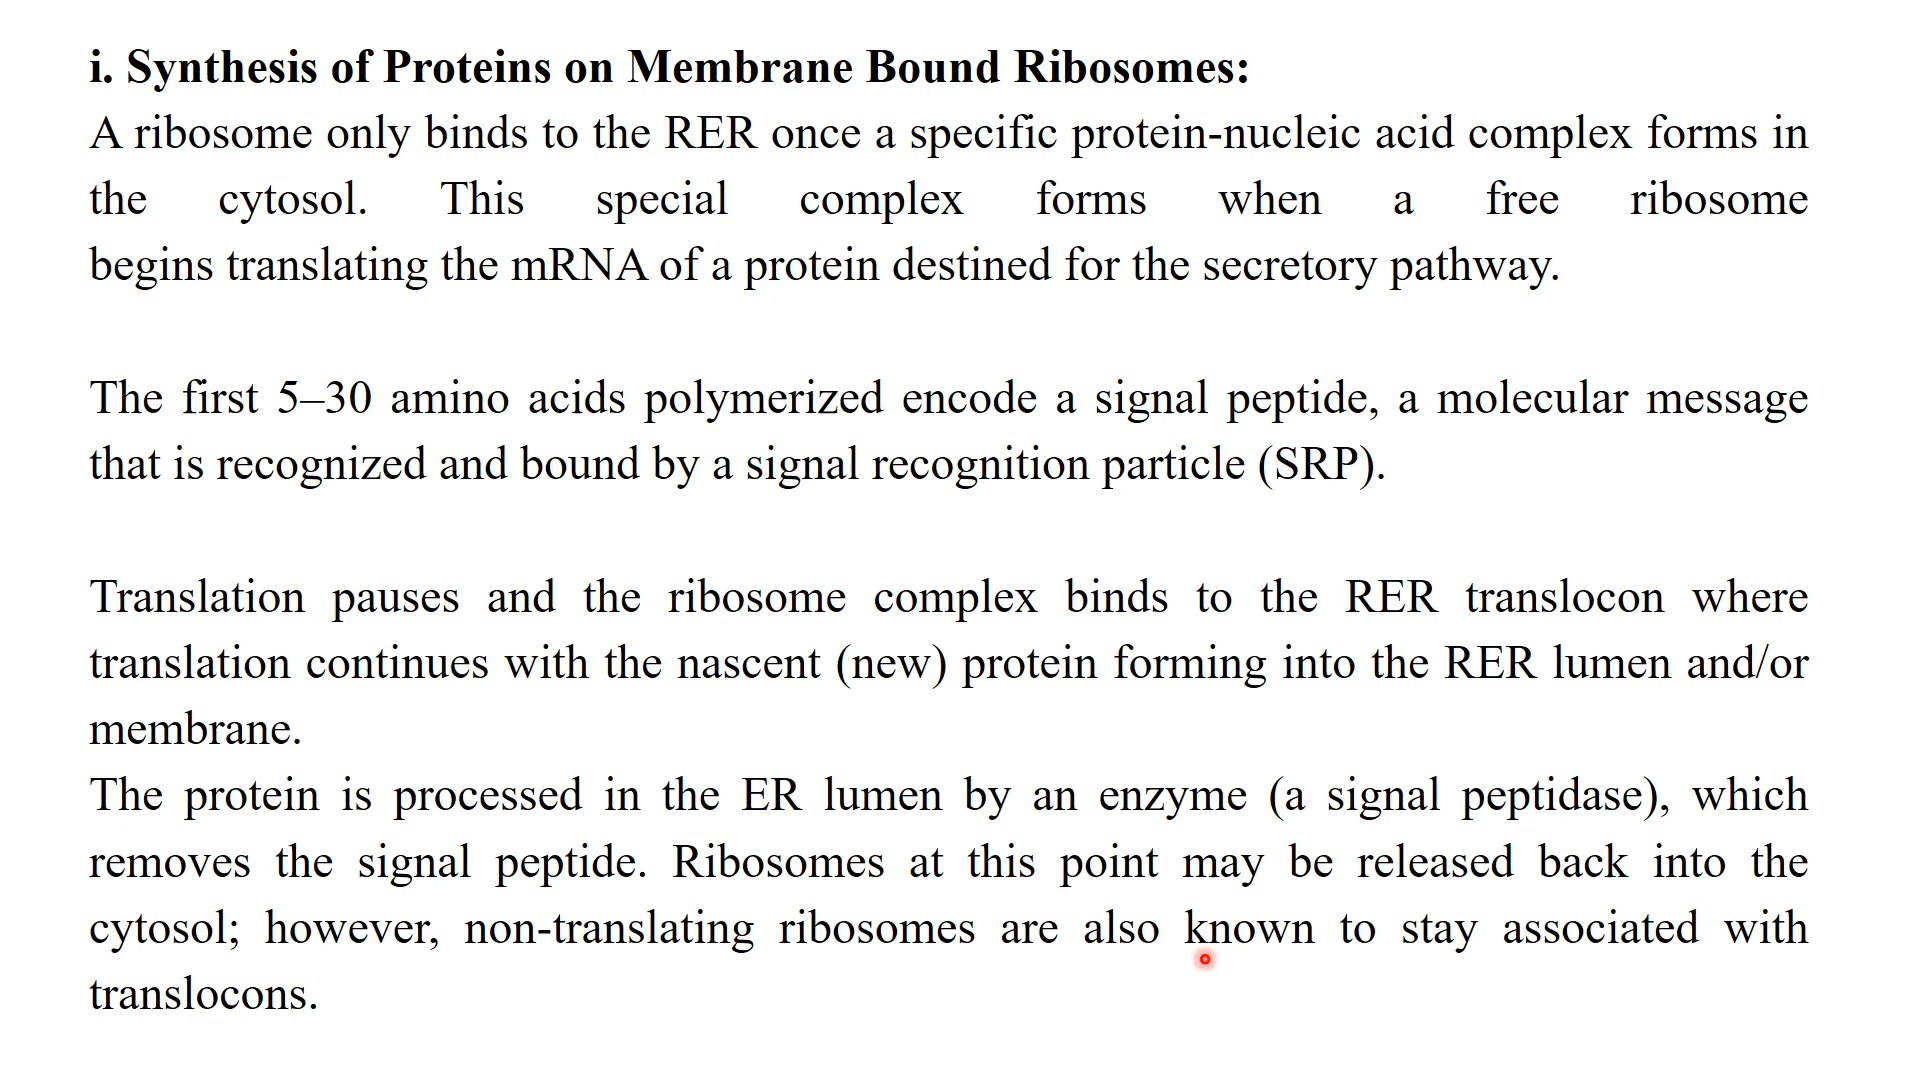 i. Synthesis of Proteins on Membrane Bound Ribosomes:
A ribosome only binds to the RER once a specific protein-nucleic acid complex forms in
the cytosol. This special complex forms when a free ribosome
begins translating the mRNA of a protein destined for the secretory pathway.
The first 5–30 amino acids polymerized encode a signal peptide, a molecular message
that is recognized and bound by a signal recognition particle (SRP).
Translation pauses and the ribosome complex binds to the RER translocon where
translation continues with the nascent (new) protein forming into the RER lumen and/or
membrane.
The protein is processed in the ER lumen by an enzyme (a signal peptidase), which
removes the signal peptide. Ribosomes at this point may be released back into the
cytosol; however, non-translating ribosomes are also known to stay associated with
translocons.